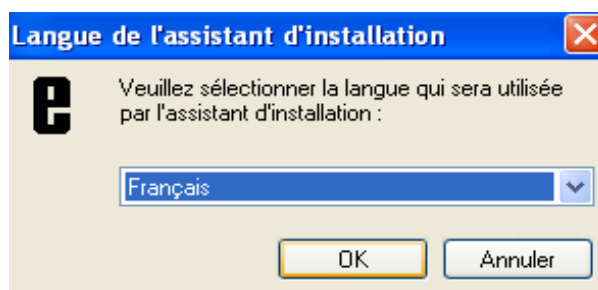 Langue de l'assistant d'installation
e
Veuillez sélectionner la langue qui sera utilisée
par l'assistant d'installation :
Français
OK
Annuler